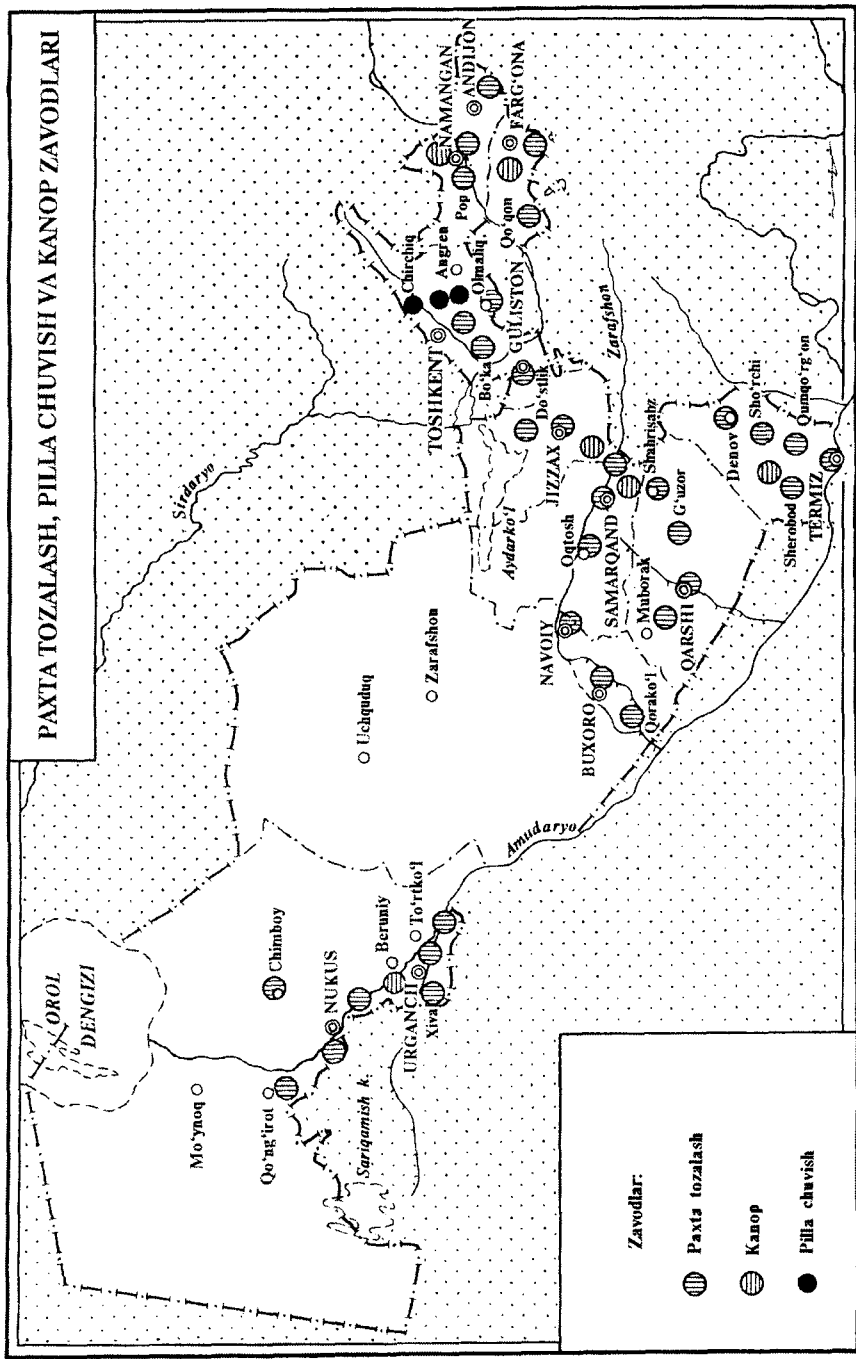 PAXTA TOZALASH, PILLA CHUVISH VA KANOP ZAVODLARI
OROL
DENGIZI
Mo‘ynoq
Qo‘ng‘irot
Chimboy
NUKUS
Sariqamish k.
Beruniy
To‘rtko‘l
URGANCH
Xiva
Amudaryo
Uchquduq
Zarafshon
Sirdaryo
Aydarko‘l
TOSHKENT
Chirchiq
Angren
Olmaliq
Bo‘ka
GULISTON
Do‘stlik
JIZZAX
NAMANGAN
ANDIJON
Pop
FARG‘ONA
Qo‘qon
Zarafshon
NAVOIY
Oqtosh
SAMARQAND
BUXORO
Qorako‘l
Muborak
QARSHI
G‘uzor
Shahrisabz
Denov
Sho‘rchi
Qumqo‘rg‘on
Sherobod
TERMIZ
Zavodlar:
Paxta tozalash
Kanop
Pilla chuvish